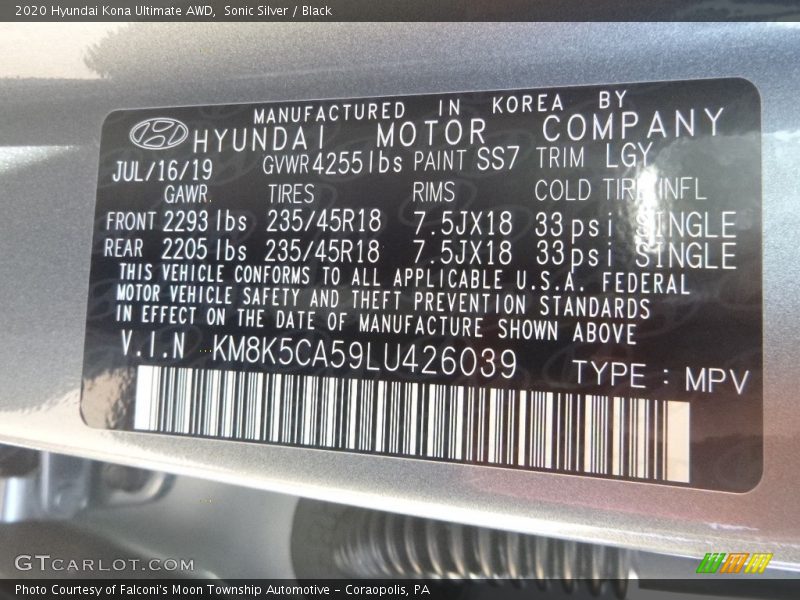 2020 Hyundai Kona Ultimate AWD,  Sonic Silver / Black
MANUFACTURED IN KOREA BY
HYUNDAI MOTOR COMPANY
JUL/16/19 GVWR 4255 lbs PAINT SS7 TRIM LGY
GAWR TIRES RIMS COLD TIRE INFL
FRONT 2293 lbs 235/45R18 7.5JX18 33 psi SINGLE
REAR 2205 lbs 235/45R18 7.5JX18 33 psi SINGLE
THIS VEHICLE CONFORMS TO ALL APPLICABLE U.S.A. FEDERAL
MOTOR VEHICLE SAFETY AND THEFT PREVENTION STANDARDS
IN EFFECT ON THE DATE OF MANUFACTURE SHOWN ABOVE
V.I.N KM8K5CA59LU426039 TYPE : MPV
GTCARLOT.COM
Photo Courtesy of Falconi's Moon Township Automotive - Coraopolis, PA